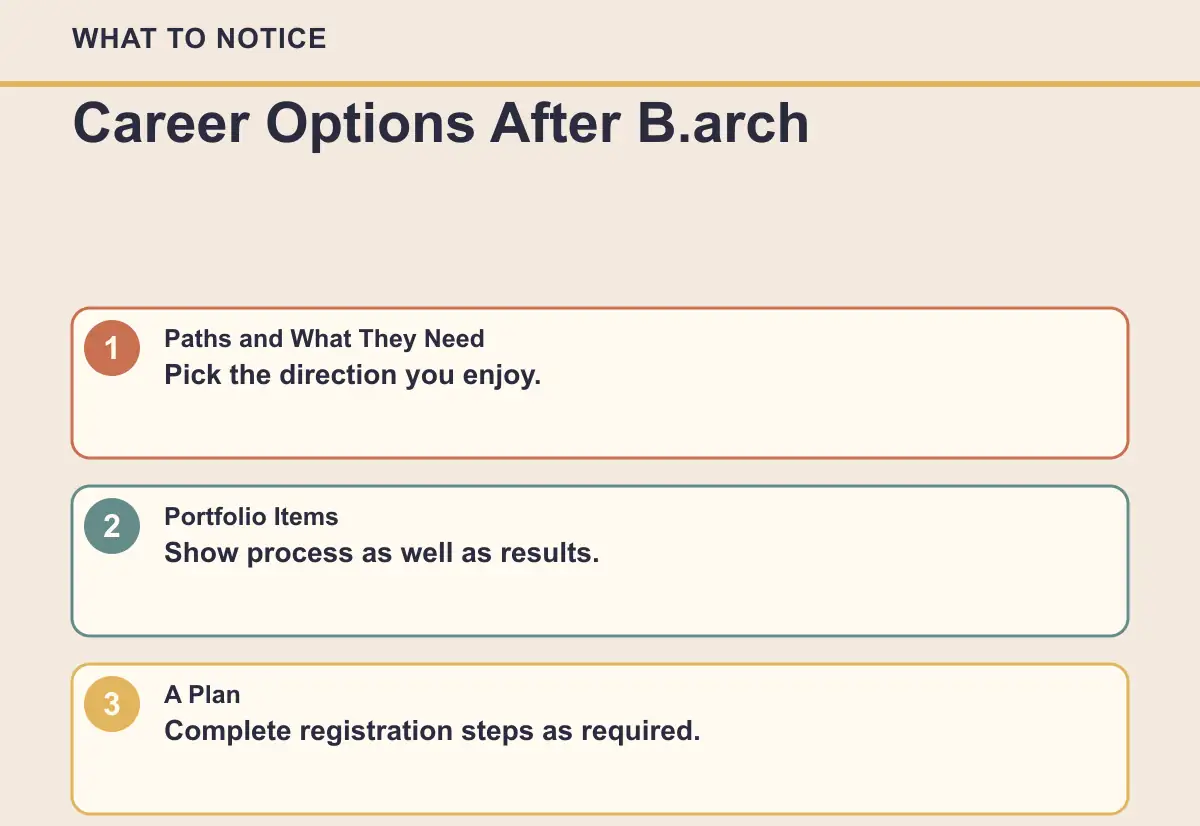 WHAT TO NOTICE
Career Options After B.arch
1
Paths and What They Need
Pick the direction you enjoy.
2
Portfolio Items
Show process as well as results.
3
A Plan
Complete registration steps as required.